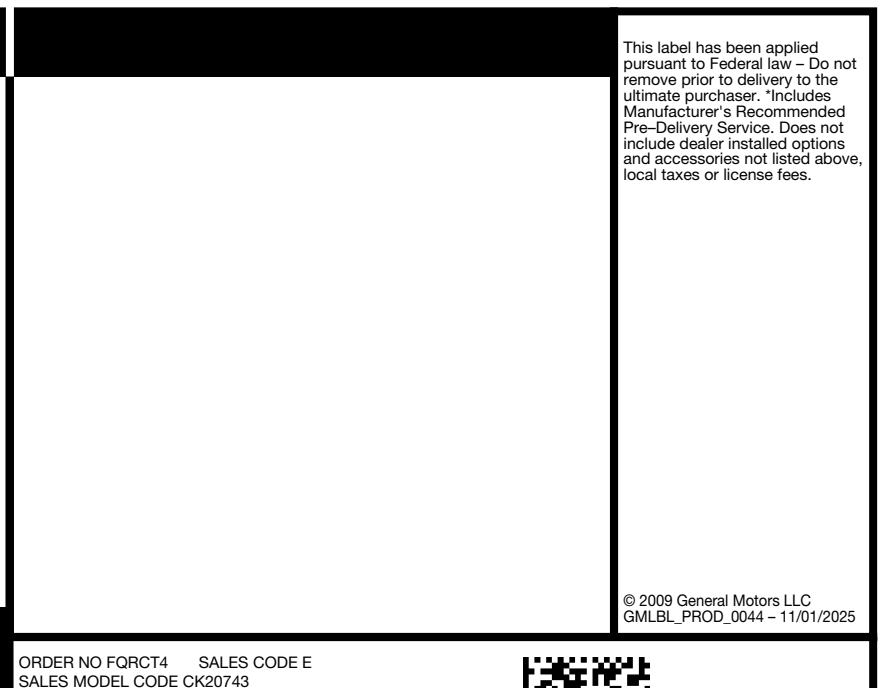 This label has been applied
pursuant to Federal law – Do not
remove prior to delivery to the
ultimate purchaser. *Includes
Manufacturer's Recommended
Pre–Delivery Service. Does not
include dealer installed options
and accessories not listed above,
local taxes or license fees.
© 2009 General Motors LLC
GMLBL_PROD_0044 – 11/01/2025
ORDER NO FQRCT4 SALES CODE E
SALES MODEL CODE CK20743